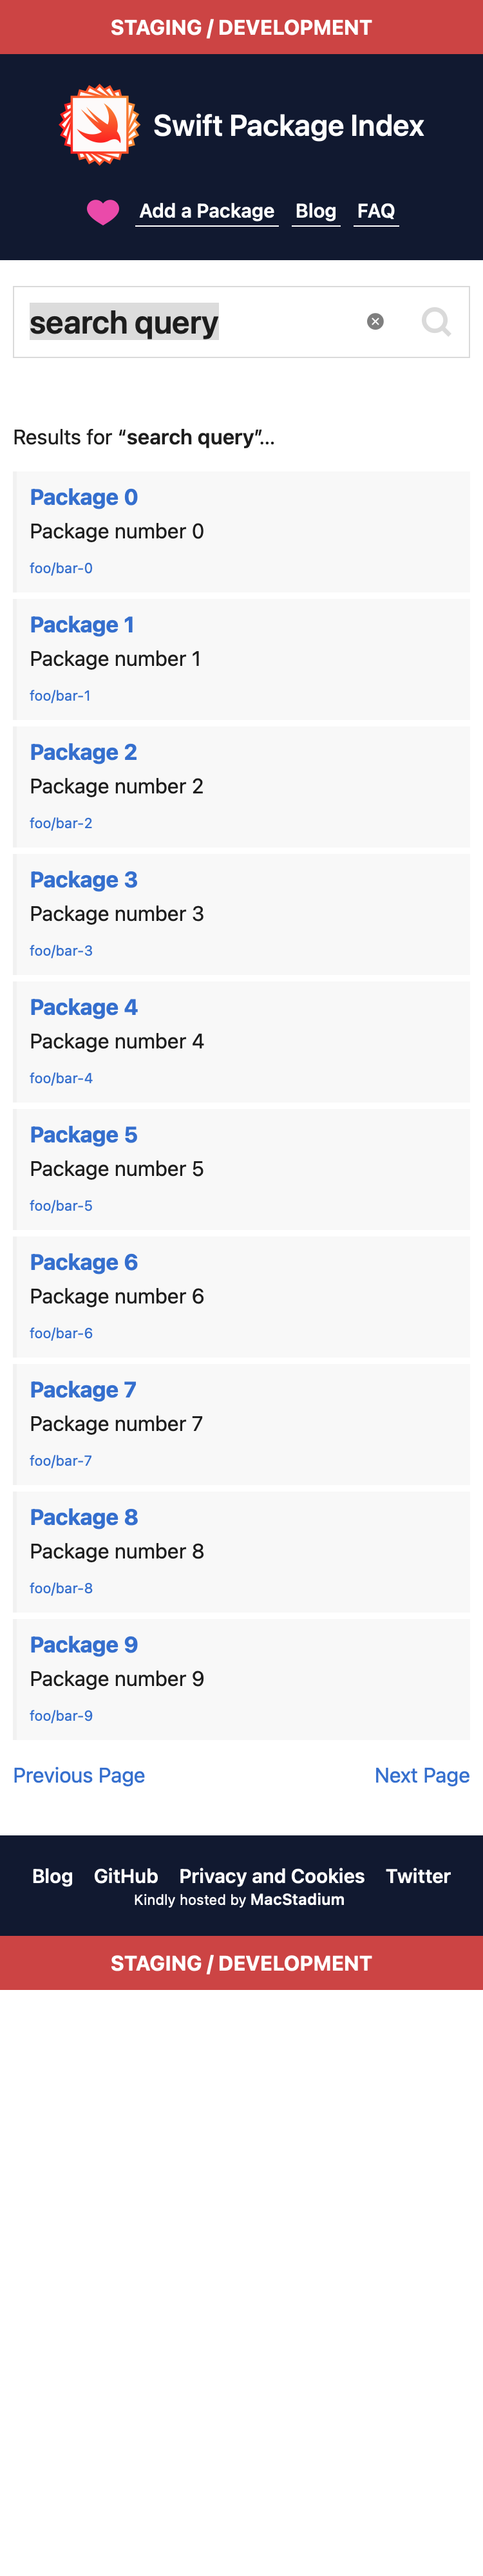 STAGING / DEVELOPMENT
Swift Package Index
Add a Package Blog FAQ
search query
Results for “search query”...
Package 0
Package number 0
foo/bar-0
Package 1
Package number 1
foo/bar-1
Package 2
Package number 2
foo/bar-2
Package 3
Package number 3
foo/bar-3
Package 4
Package number 4
foo/bar-4
Package 5
Package number 5
foo/bar-5
Package 6
Package number 6
foo/bar-6
Package 7
Package number 7
foo/bar-7
Package 8
Package number 8
foo/bar-8
Package 9
Package number 9
foo/bar-9
Previous Page Next Page
Blog GitHub Privacy and Cookies Twitter
Kindly hosted by MacStadium
STAGING / DEVELOPMENT